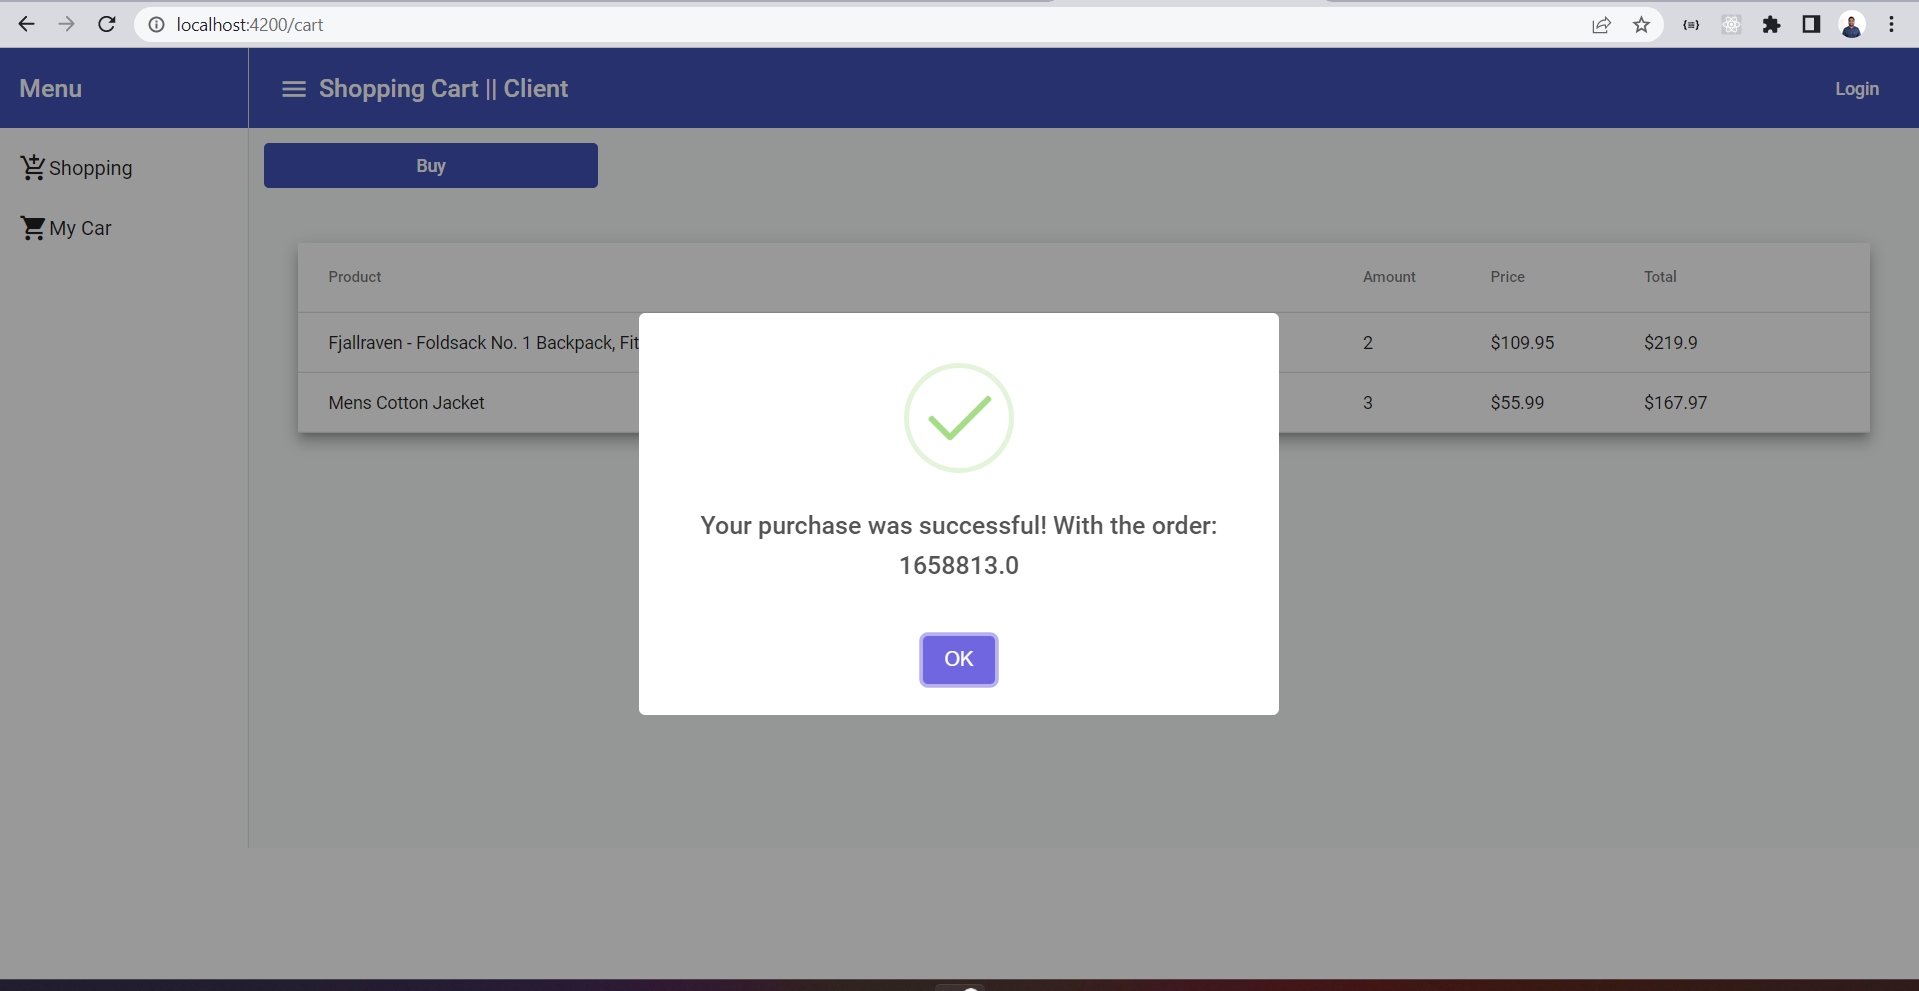 localhost:4200/cart
Menu
Shopping Cart || Client
Login
Shopping
My Car
Buy
Product Amount Price Total
Fjallraven - Foldsack No. 1 Backpack, Fit 2 $109.95 $219.9
Mens Cotton Jacket 3 $55.99 $167.97
Your purchase was successful! With the order:
1658813.0
OK